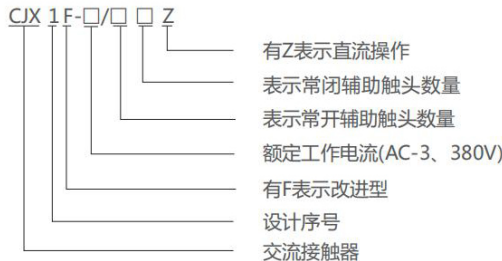 CJX 1 F-□/□ □ Z
有Z表示直流操作
表示常闭辅助触头数量
表示常开辅助触头数量
额定工作电流(AC-3、380V)
有F表示改进型
设计序号
交流接触器